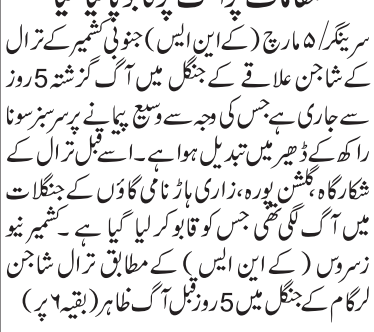 سرینگر/۵ مارچ (کے این ایس) جنوبی کشمیر کے ترال
کے شاجن علاقے کے جنگل میں آگ گزشتہ 5 روز
سے جاری ہے جس کی وجہ سے وسیع پیمانے پر سرسبز سونا
راکھ کے ڈھیر میں تبدیل ہوا ہے۔ اسے قبل ترال کے
شکارگاہ، گلشن پورہ، زاری ہاڑ نامی گاؤں کے جنگلات
میں آگ لگی تھی جس کو قابو کر لیا گیا ہے۔ کشمیر نیو
زسروس (کے این ایس) کے مطابق ترال شاجن
لرگام کے جنگل میں 5 روز قبل آگ ظاہر (بقیہ ۶ پر)